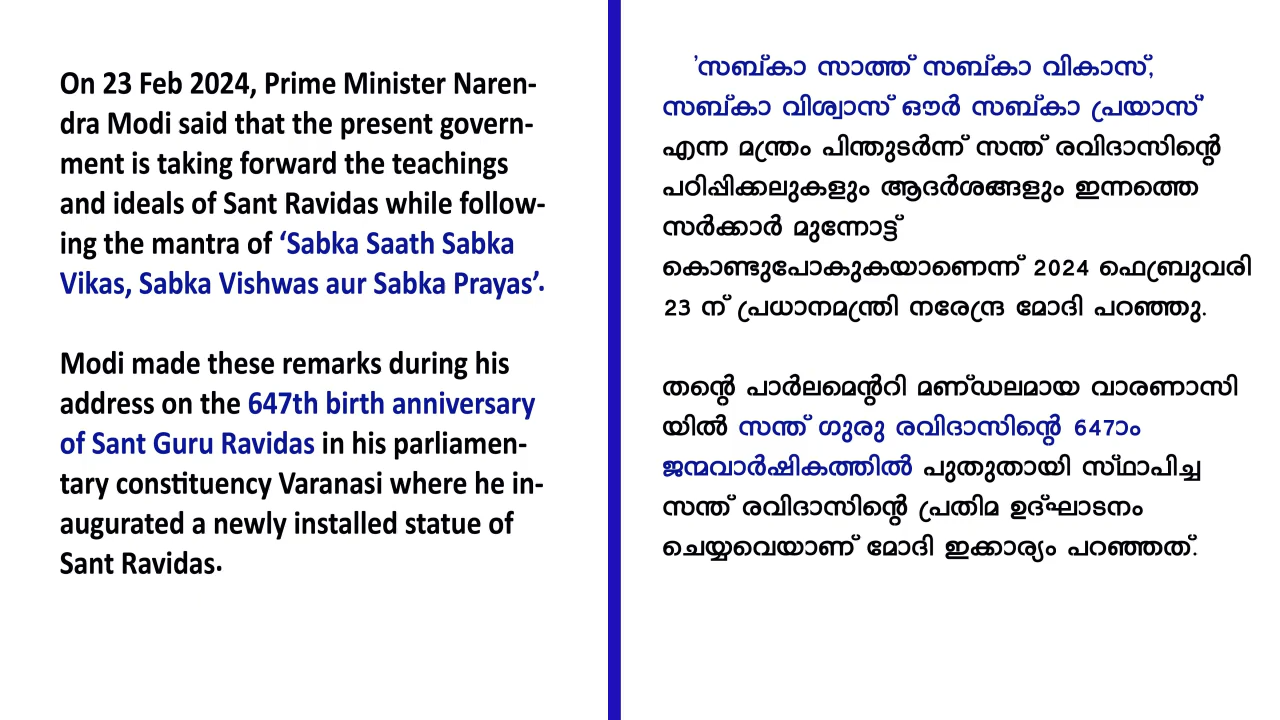 On 23 Feb 2024, Prime Minister Naren-
dra Modi said that the present govern-
ment is taking forward the teachings
and ideals of Sant Ravidas while follow-
ing the mantra of ‘Sabka Saath Sabka
Vikas, Sabka Vishwas aur Sabka Prayas’.
Modi made these remarks during his
address on the 647th birth anniversary
of Sant Guru Ravidas in his parliamen-
tary constituency Varanasi where he in-
augurated a newly installed statue of
Sant Ravidas.
'സബ്കാ സാത്ത് സബ്കാ വികാസ്,
സബ്കാ വിശ്വാസ് ഔർ സബ്കാ പ്രയാസ്'
എന്ന മന്ത്രം പിന്തുടർന്ന് സന്ത് രവിദാസിന്റെ
പഠിപ്പിക്കലുകളും ആദർശങ്ങളും ഇന്നത്തെ
സർക്കാർ മുന്നോട്ട്
കൊണ്ടുപോകുകയാണെന്ന് 2024 ഫെബ്രുവരി
23 ന് പ്രധാനമന്ത്രി നരേന്ദ്ര മോദി പറഞ്ഞു.
തന്റെ പാർലമെന്ററി മണ്ഡലമായ വാരണാസി
യിൽ സന്ത് ഗുരു രവിദാസിന്റെ 647ാം
ജന്മവാർഷികത്തിൽ പുതുതായി സ്ഥാപിച്ച
സന്ത് രവിദാസിന്റെ പ്രതിമ ഉദ്ഘാടനം
ചെയ്യവെയാണ് മോദി ഇക്കാര്യം പറഞ്ഞത്.